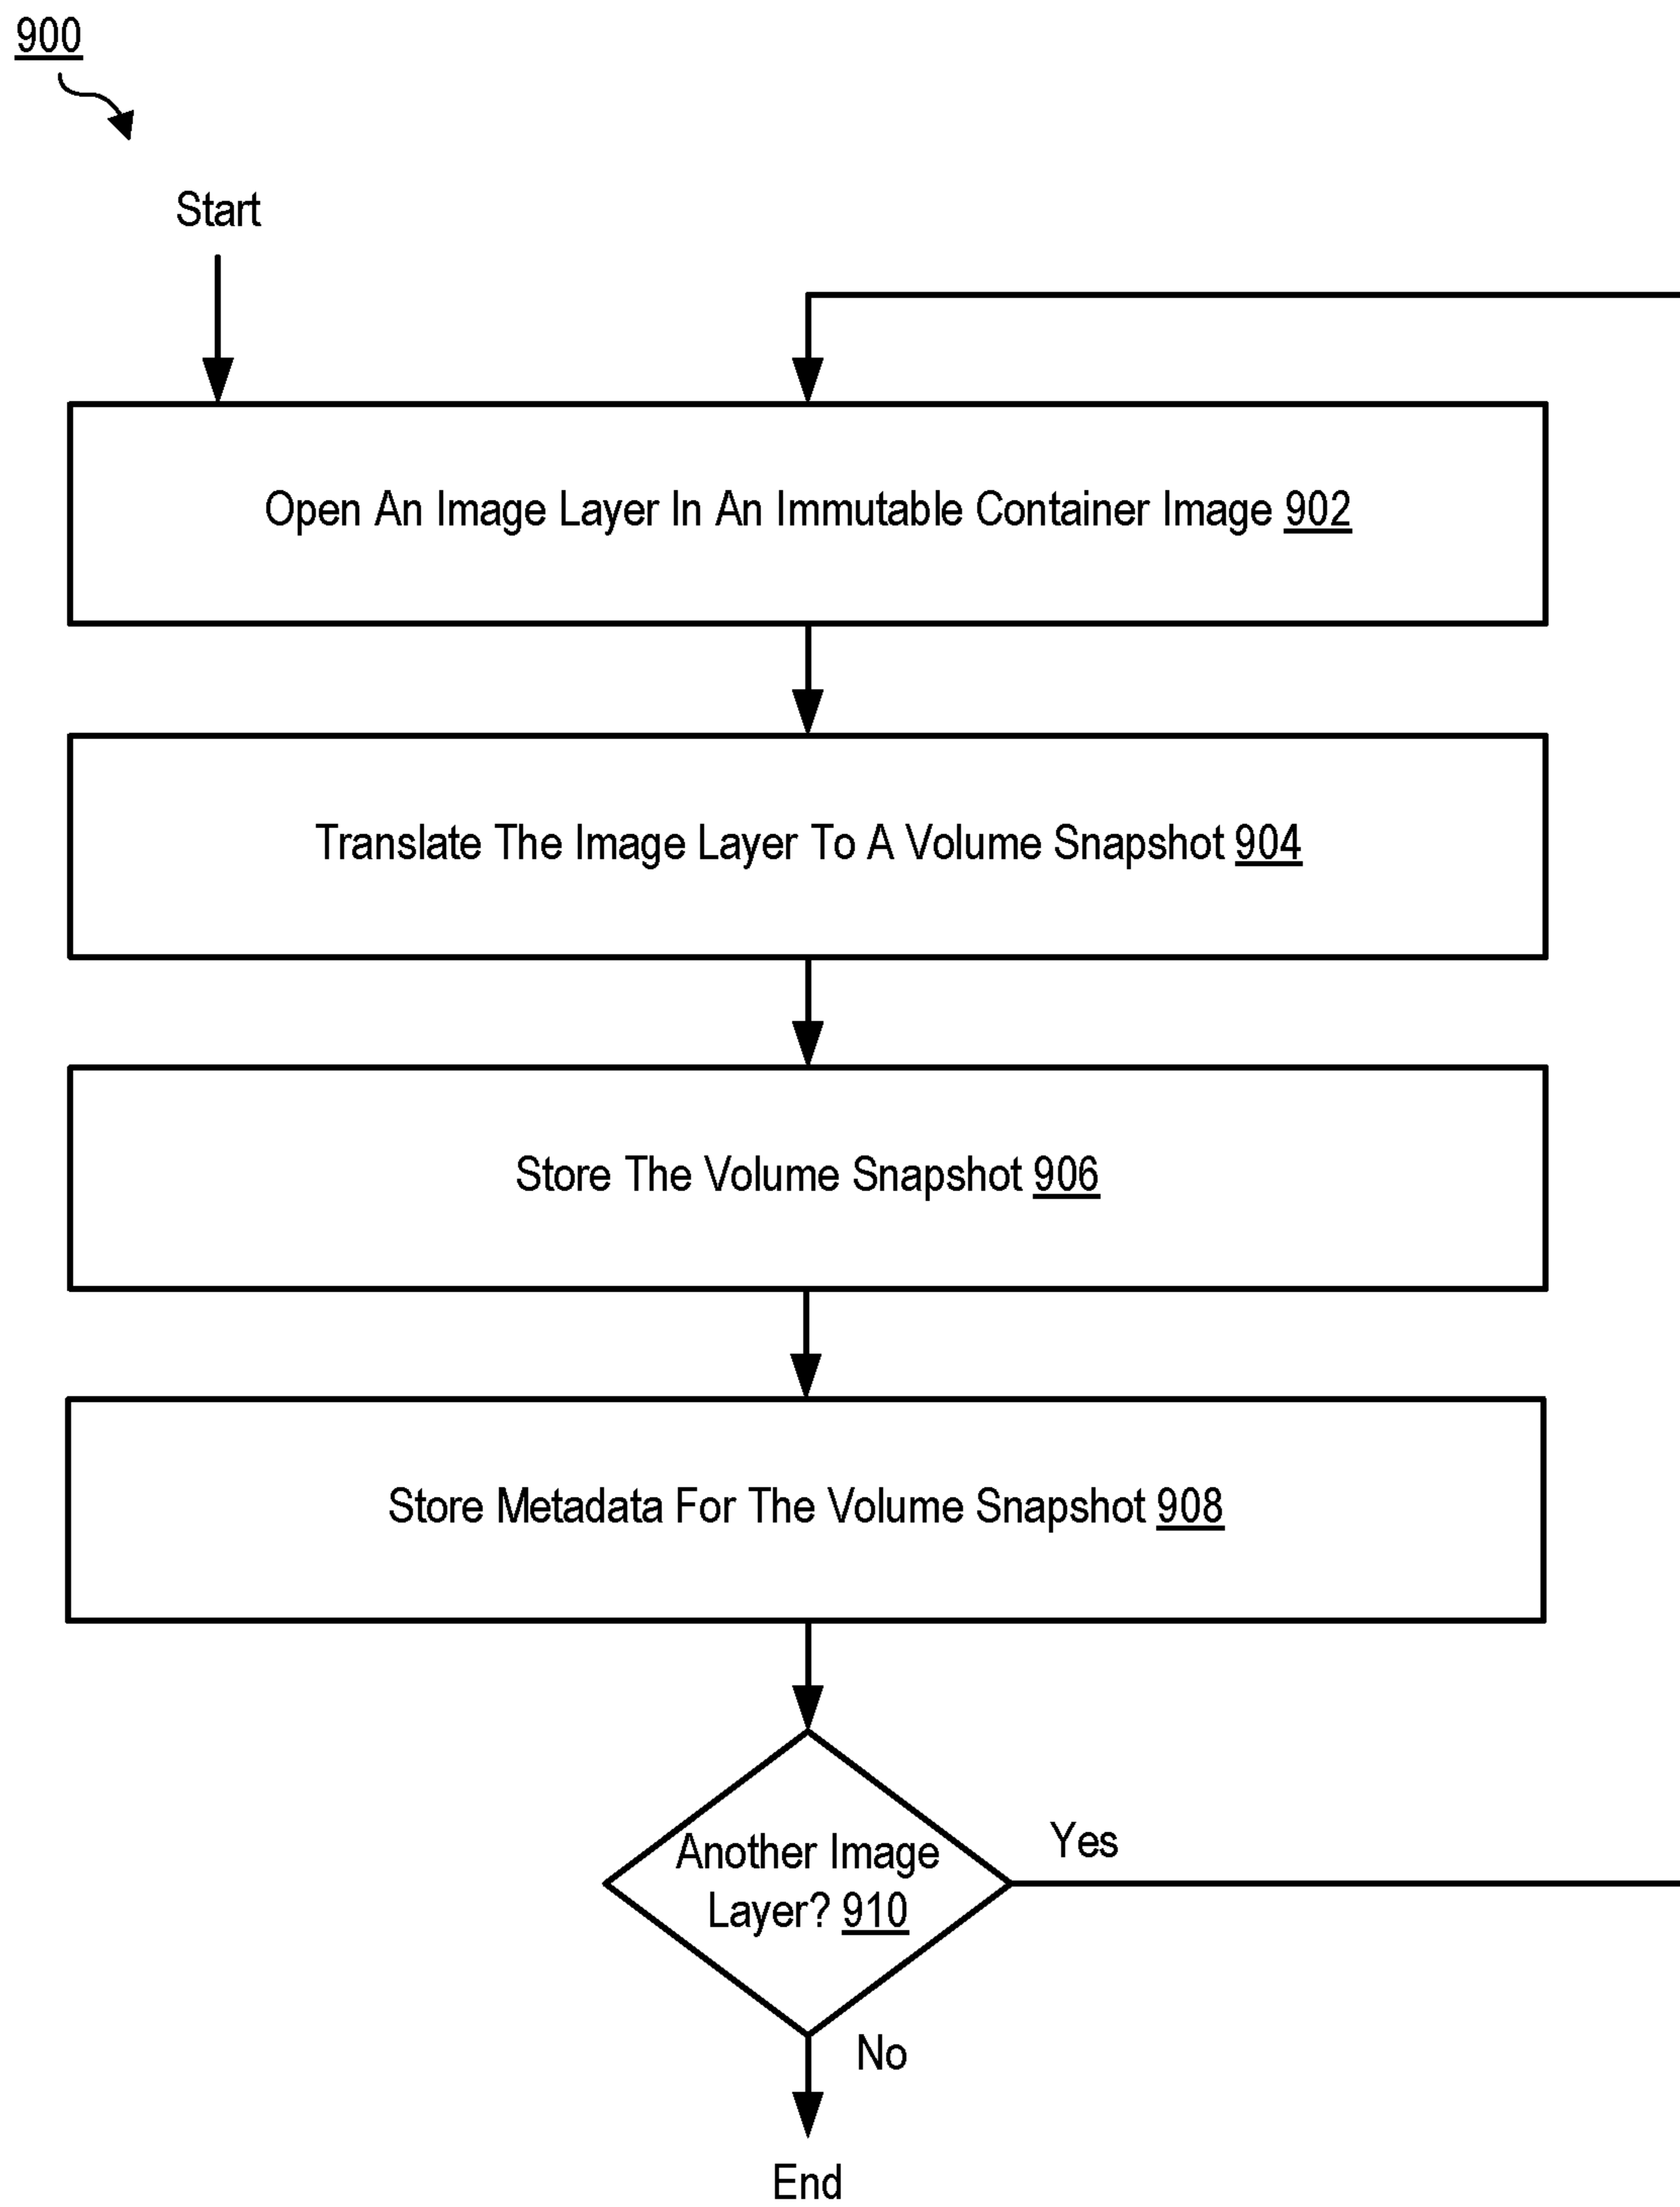 900
Start
Open An Image Layer In An Immutable Container Image 902
Translate The Image Layer To A Volume Snapshot 904
Store The Volume Snapshot 906
Store Metadata For The Volume Snapshot 908
Another Image
Layer? 910
Yes
No
End